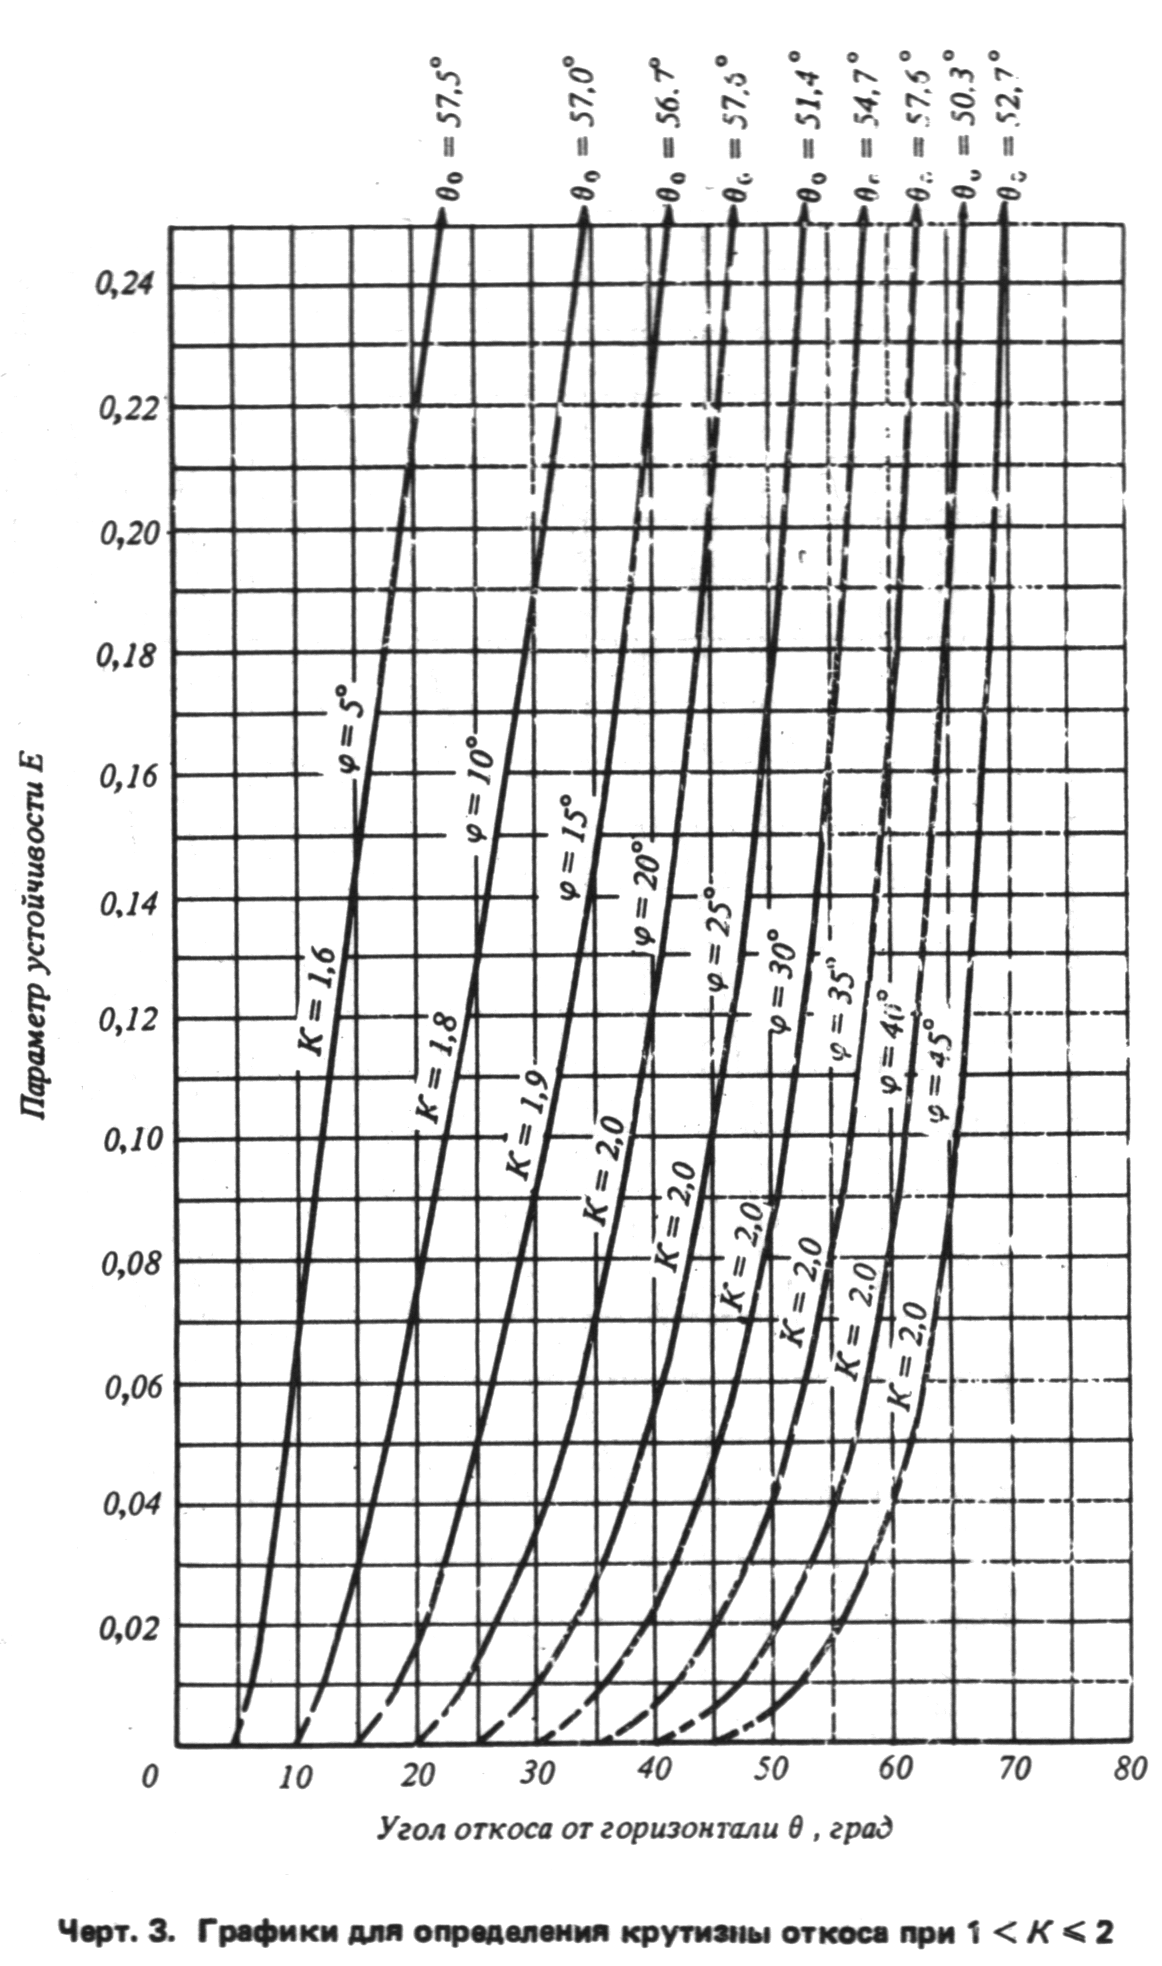 θ₀ = 57,5°
θ₀ = 57,0°
θ₀ = 56.7°
θ₀ = 57,6°
θ₀ = 51,4°
θ₀ = 54,7°
θ₀ = 57,6°
θ₀ = 50.3°
θ₀ = 52,7°
0,24
0,22
0,20
0,18
0,16
0,14
0,12
0,10
0,08
0,06
0,04
0,02
Параметр устойчивости E
φ = 5°
φ = 10°
φ = 15°
φ = 20°
φ = 25°
φ = 30°
φ = 35°
φ = 40°
φ = 45°
K = 1,6
K = 1,8
K = 1,9
K = 2,0
K = 2,0
K = 2,0
K = 2,0
K = 2,0
K = 2,0
0 10 20 30 40 50 60 70 80
Угол откоса от горизонтали θ , град
Черт. 3. Графики для определения крутизны откоса при 1 < K ⩽ 2